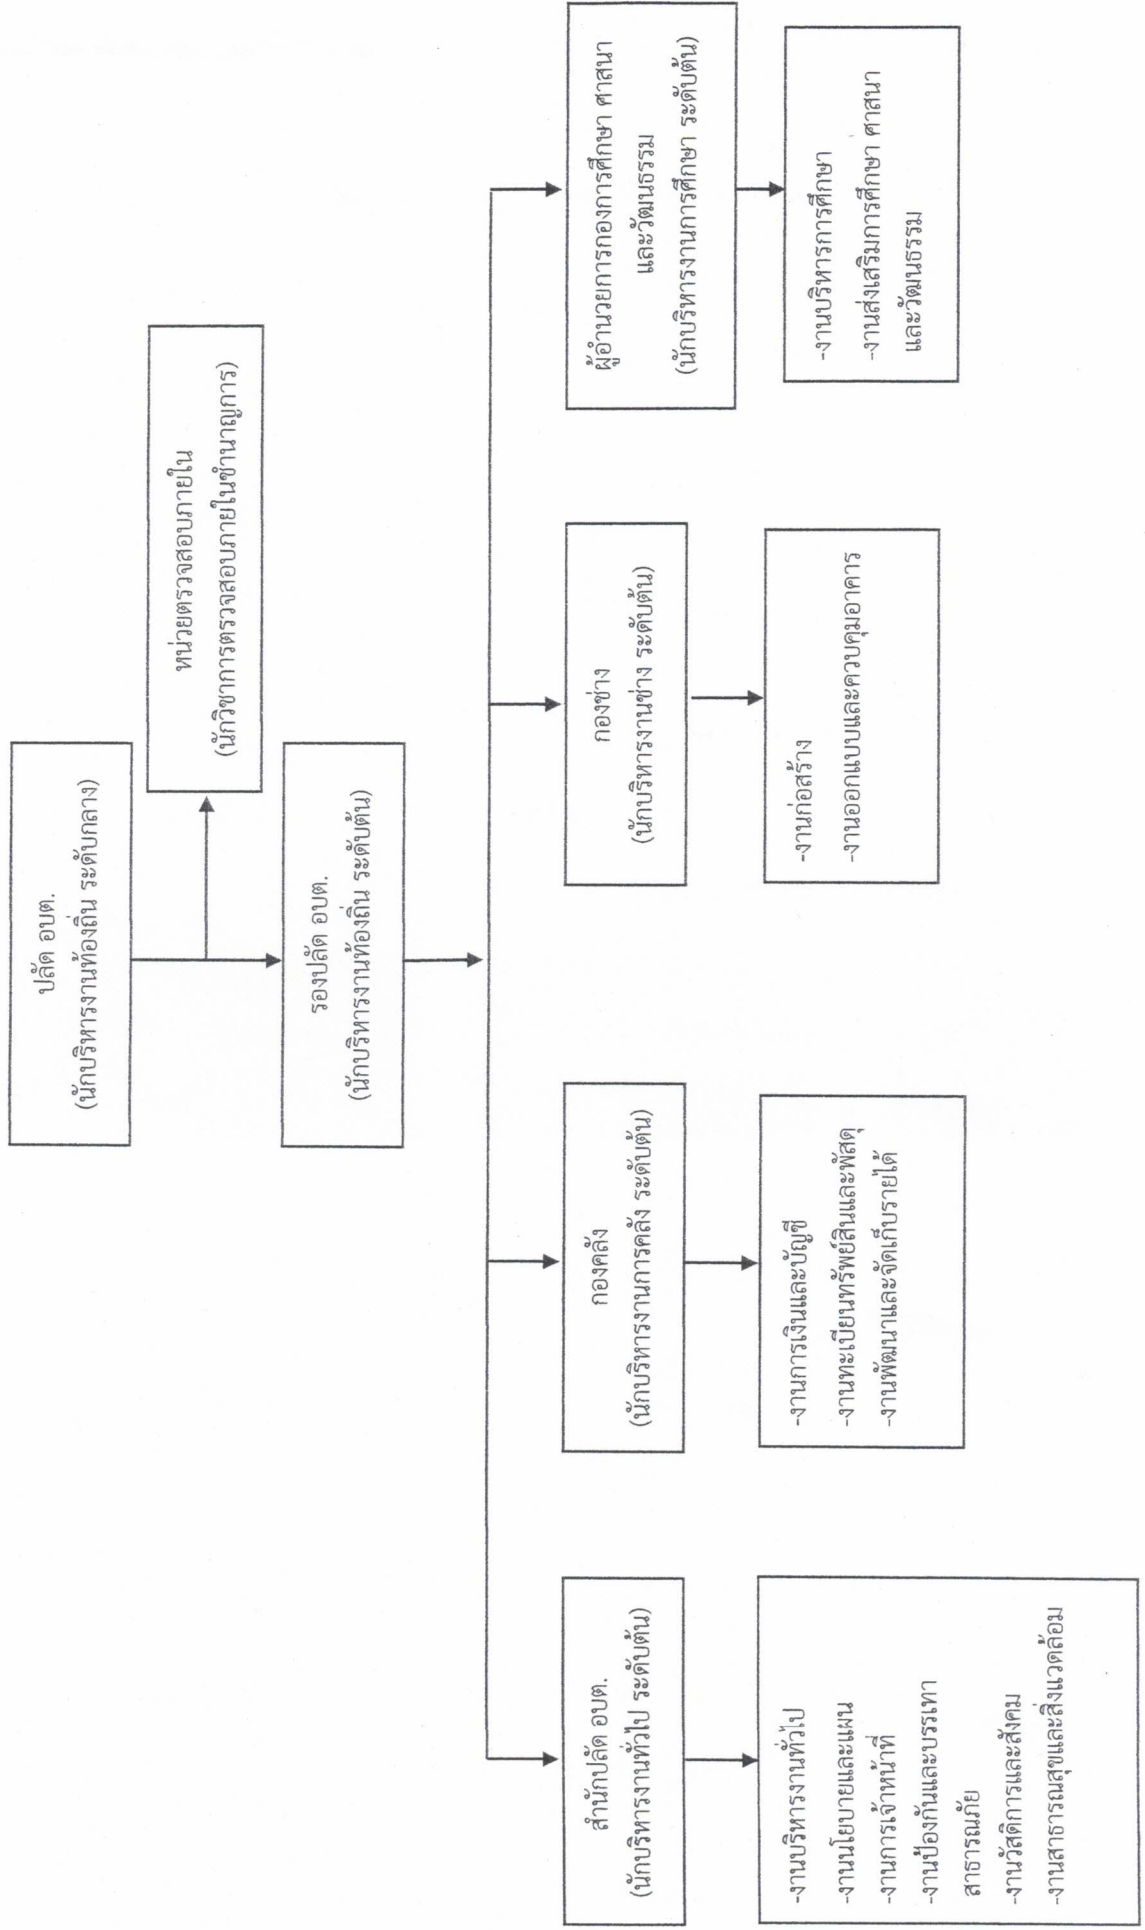 ปลัด อบต.
(นักบริหารงานท้องถิ่น ระดับกลาง)
หน่วยตรวจสอบภายใน
(นักวิชาการตรวจสอบภายในชำนาญการ)
รองปลัด อบต.
(นักบริหารงานท้องถิ่น ระดับต้น)
สำนักปลัด อบต.
(นักบริหารงานทั่วไป ระดับต้น)
-งานบริหารงานทั่วไป
-งานนโยบายและแผน
-งานการเจ้าหน้าที่
-งานป้องกันและบรรเทา
สาธารณภัย
-งานวัสดิการและสังคม
-งานสาธารณสุขและสิ่งแวดล้อม
กองคลัง
(นักบริหารงานการคลัง ระดับต้น)
-งานการเงินและบัญชี
-งานทะเบียนทรัพย์สินและพัสดุ
-งานพัฒนาและจัดเก็บรายได้
กองช่าง
(นักบริหารงานช่าง ระดับต้น)
-งานก่อสร้าง
-งานออกแบบและควบคุมอาคาร
ผู้อำนวยการกองการศึกษา ศาสนา
และวัฒนธรรม
(นักบริหารงานการศึกษา ระดับต้น)
-งานบริหารการศึกษา
-งานส่งเสริมการศึกษา ศาสนา
และวัฒนธรรม